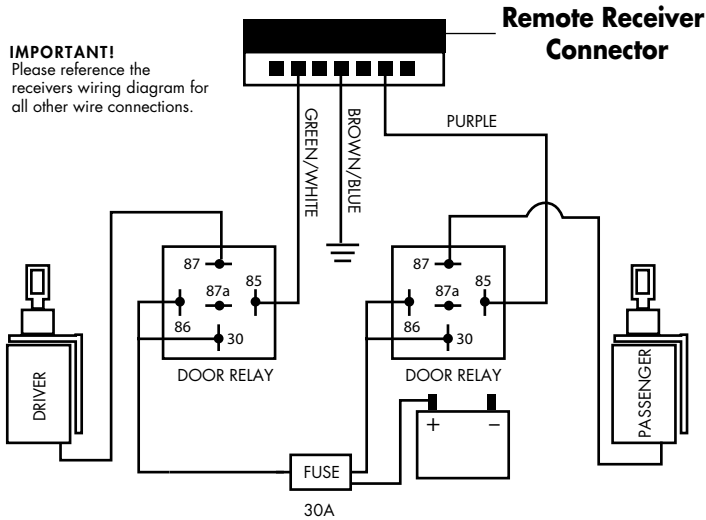 Remote Receiver
Connector
IMPORTANT!
Please reference the
receivers wiring diagram for
all other wire connections.
GREEN/WHITE
BROWN/BLUE
PURPLE
87
87a
85
86
30
DOOR RELAY
87
87a
85
86
30
DOOR RELAY
DRIVER
PASSENGER
+
−
FUSE
30A